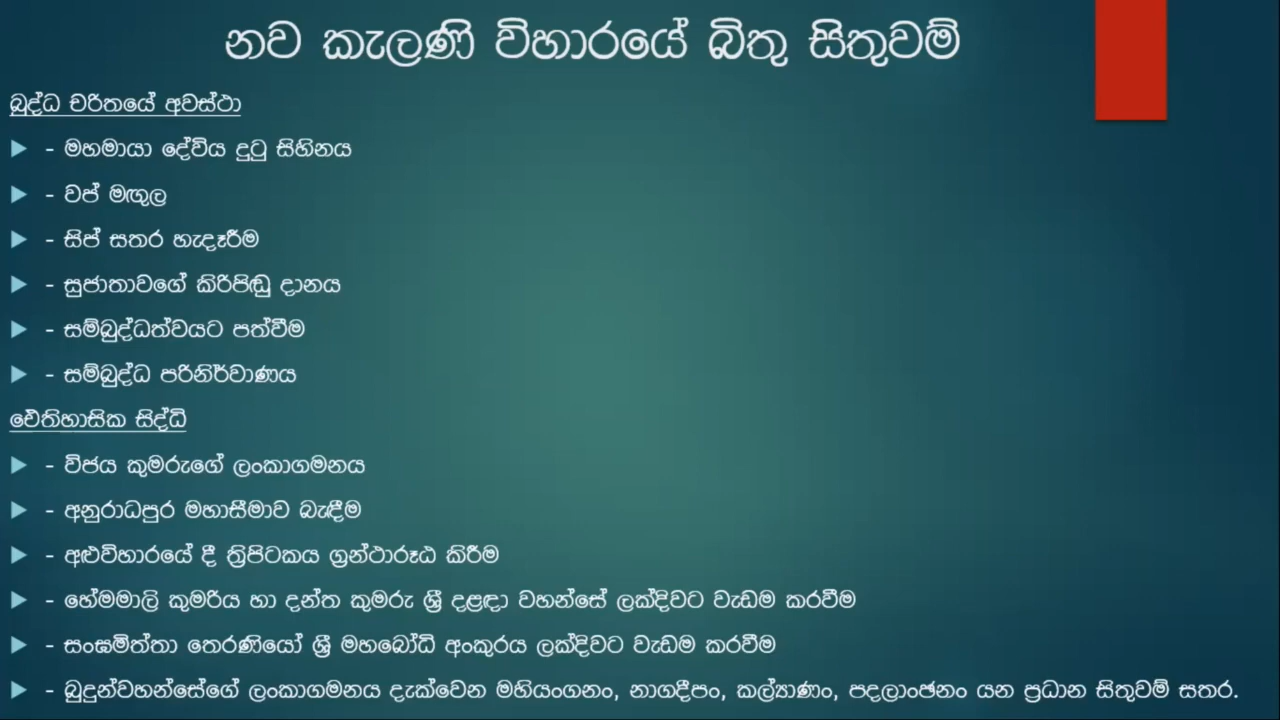 නව කැලණි විහාරයේ බිතු සිතුවම්
බුද්ධ චරිතයේ අවස්ථා
- මහමායා දේවිය දුටු සිහිනය
- වප් මඟුල
- සිප් සතර හැදෑරීම
- සුජාතාවගේ කිරිපිඬු දානය
- සම්බුද්ධත්වයට පත්වීම
- සම්බුද්ධ පරිනිර්වාණය
ඓතිහාසික සිද්ධි
- විජය කුමරුගේ ලංකාගමනය
- අනුරාධපුර මහාසීමාව බැඳීම
- අළුවිහාරයේ දී ත්‍රිපිටකය ග්‍රන්ථාරූඪ කිරීම
- හේමමාලි කුමරිය හා දන්ත කුමරු ශ්‍රී දළඳා වහන්සේ ලක්දිවට වැඩම කරවීම
- සංඝමිත්තා තෙරණියෝ ශ්‍රී මහබෝධි අංකුරය ලක්දිවට වැඩම කරවීම
- බුදුන්වහන්සේගේ ලංකාගමනය දැක්වෙන මහියංගනං, නාගදීපං, කල්‍යාණං, පදලාංඡනං යන ප්‍රධාන සිතුවම් සතර.